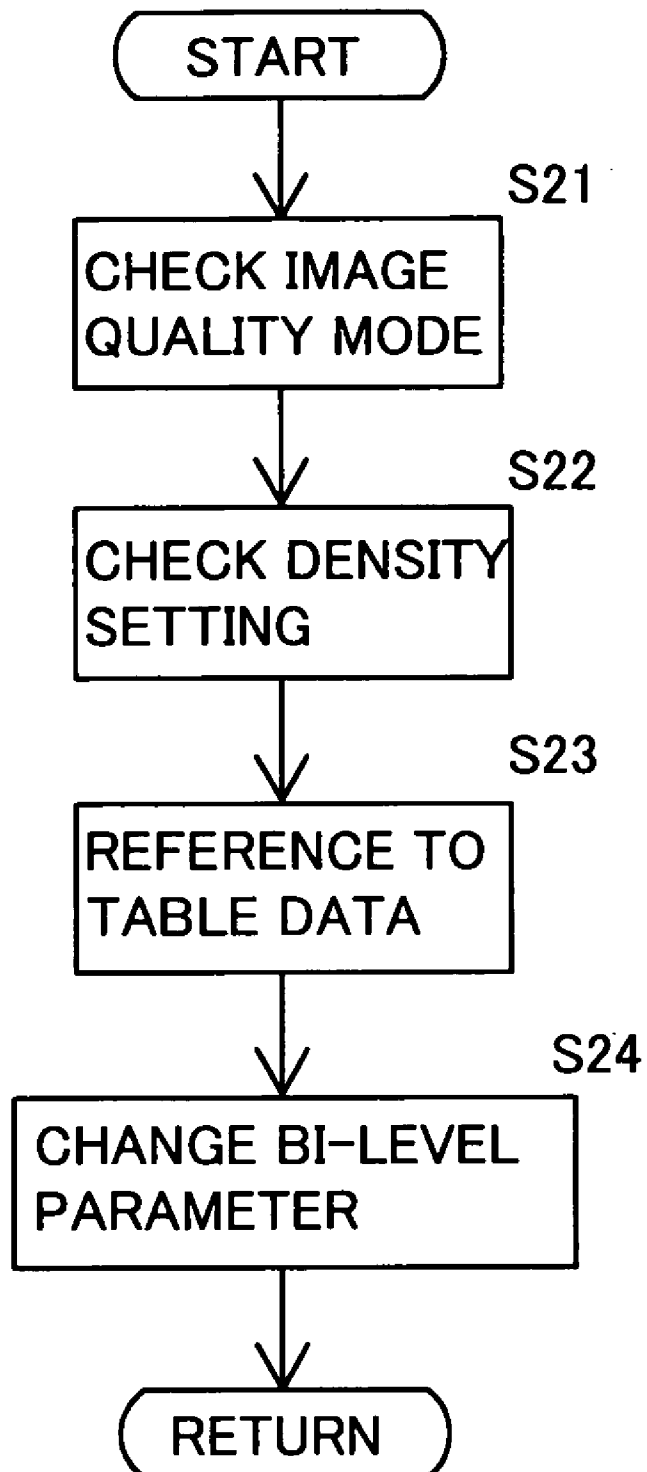 START
S21
CHECK IMAGE
QUALITY MODE
S22
CHECK DENSITY
SETTING
S23
REFERENCE TO
TABLE DATA
S24
CHANGE BI-LEVEL
PARAMETER
RETURN